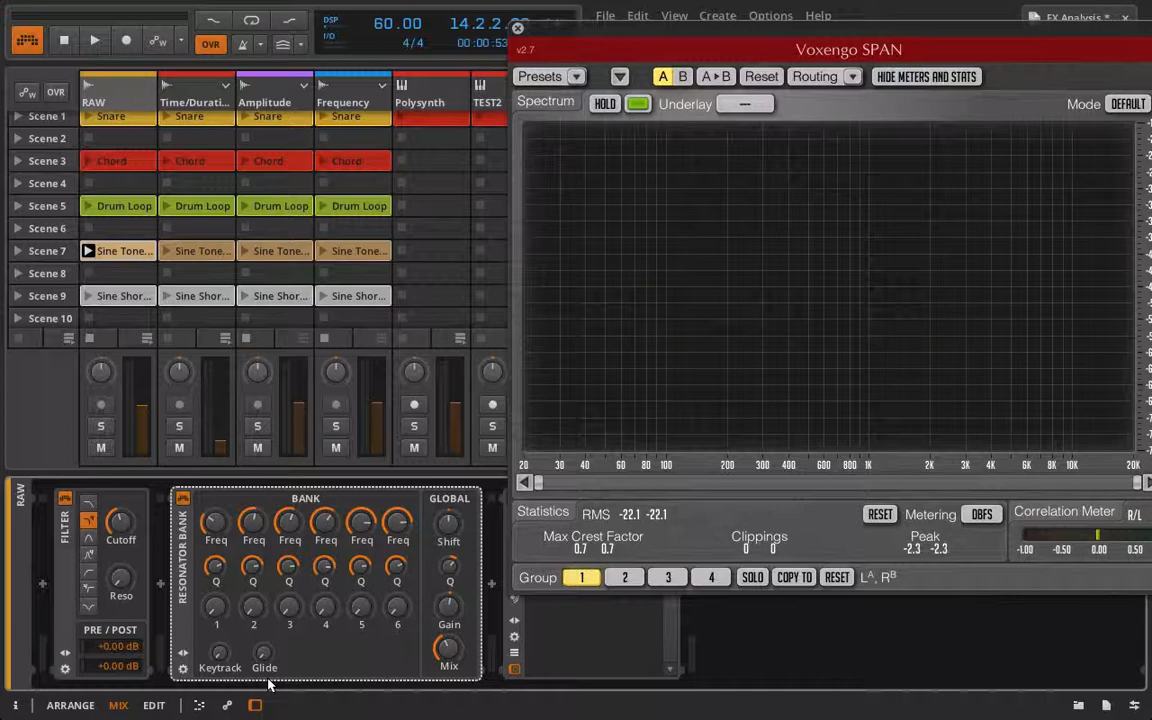 File Edit View Create Options Help
FX Analysis *
DSP 60.00 14.2.2.
I/O 4/4 00:00:53
OVR
OVR
RAW Time/Durati... Amplitude Frequency Polysynth TEST2
Scene 1 Snare Snare Snare Snare
Scene 2
Scene 3 Chord Chord Chord Chord
Scene 4
Scene 5 Drum Loop Drum Loop Drum Loop Drum Loop
Scene 6
Scene 7 Sine Tone... Sine Tone... Sine Tone... Sine Tone...
Scene 8
Scene 9 Sine Shor... Sine Shor... Sine Shor... Sine Shor...
Scene 10
S S S S S S
M M M M M M
v2.7 Voxengo SPAN
Presets A B A▸B Reset Routing HIDE METERS AND STATS
Spectrum HOLD Underlay --- Mode DEFAULT
20 30 40 60 80 100 200 300 400 600 800 1K 2K 3K 4K 6K 8K 10K 20K
Statistics RMS -22.1 -22.1 RESET Metering DBFS Correlation Meter R/L
Max Crest Factor Clippings Peak
0.7 0.7 0 0 -2.3 -2.3
-1.00 -0.50 0.00 0.50
Group 1 2 3 4 SOLO COPY TO RESET Lᴬ, Rᴮ
RAW
FILTER
Cutoff
Reso
PRE / POST
+0.00 dB
+0.00 dB
RESONATOR BANK
BANK GLOBAL
Freq Freq Freq Freq Freq Freq Shift
Q Q Q Q Q Q Q
1 2 3 4 5 6 Gain
Keytrack Glide Mix
i ARRANGE MIX EDIT